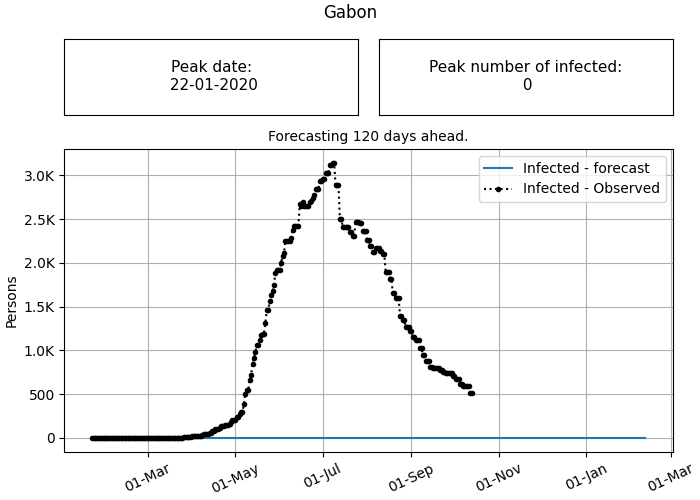 Gabon
Peak date:
22-01-2020
Peak number of infected:
0
Forecasting 120 days ahead.
Infected - forecast
Infected - Observed
3.0K
2.5K
2.0K
1.5K
1.0K
500
0
Persons
01-Mar
01-May
01-Jul
01-Sep
01-Nov
01-Jan
01-Mar